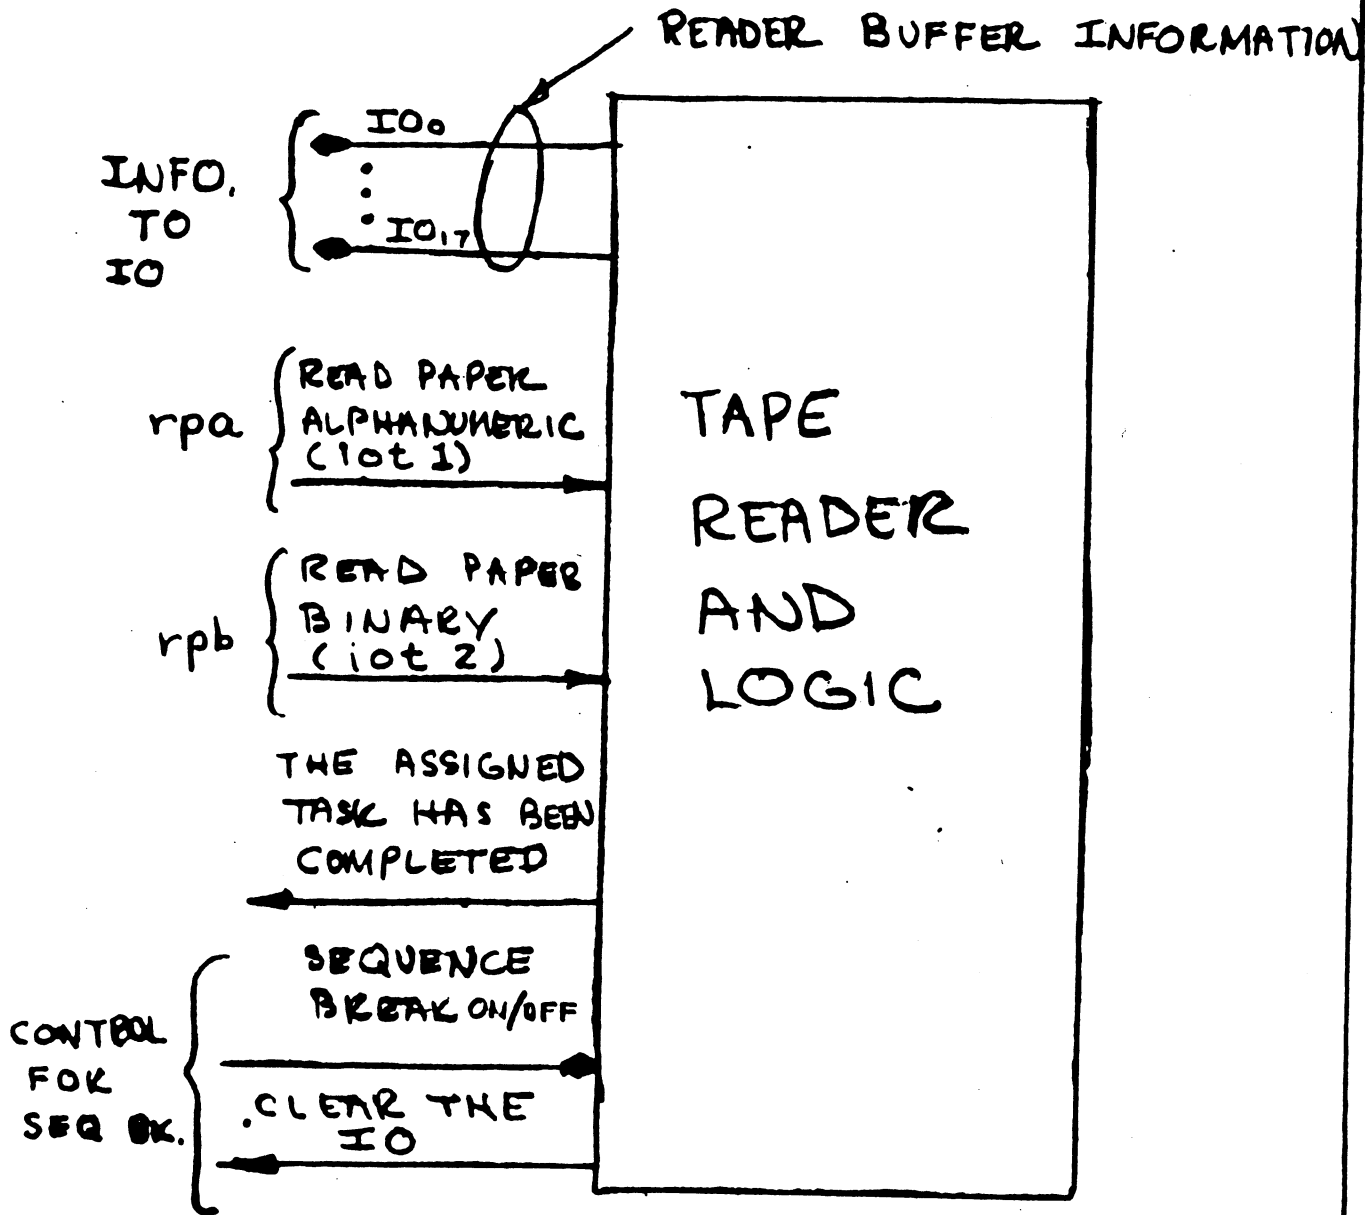 READER BUFFER INFORMATION
INFO.
TO
IO
IO0
IO17
rpa
READ PAPER
ALPHANUMERIC
(iot 1)
rpb
READ PAPER
BINARY
(iot 2)
THE ASSIGNED
TASK HAS BEEN
COMPLETED
CONTROL
FOR
SEQ BK.
SEQUENCE
BREAK ON/OFF
CLEAR THE
IO
TAPE
READER
AND
LOGIC